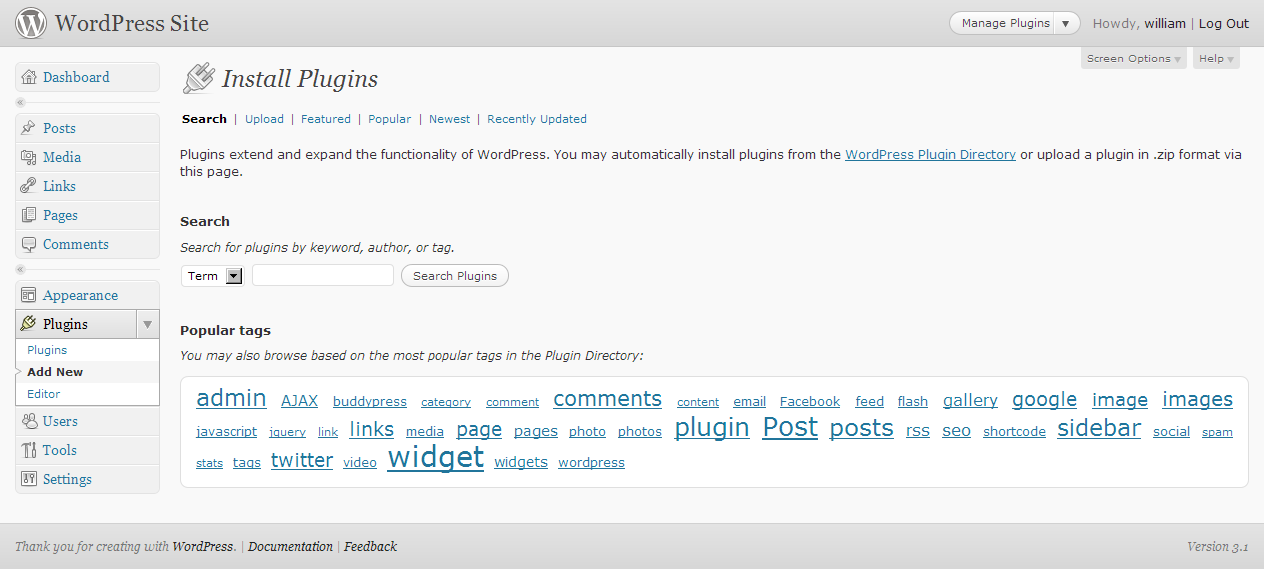 WordPress Site
Manage Plugins
Howdy, william | Log Out
Screen Options
Help
Dashboard
Posts
Media
Links
Pages
Comments
Appearance
Plugins
Plugins
Add New
Editor
Users
Tools
Settings
Install Plugins
Search | Upload | Featured | Popular | Newest | Recently Updated
Plugins extend and expand the functionality of WordPress. You may automatically install plugins from the WordPress Plugin Directory or upload a plugin in .zip format via
this page.
Search
Search for plugins by keyword, author, or tag.
Term
Search Plugins
Popular tags
You may also browse based on the most popular tags in the Plugin Directory:
admin AJAX buddypress category comment comments content email Facebook feed flash gallery google image images
javascript jquery link links media page pages photo photos plugin Post posts rss seo shortcode sidebar social spam
stats tags twitter video widget widgets wordpress
Thank you for creating with WordPress. | Documentation | Feedback
Version 3.1